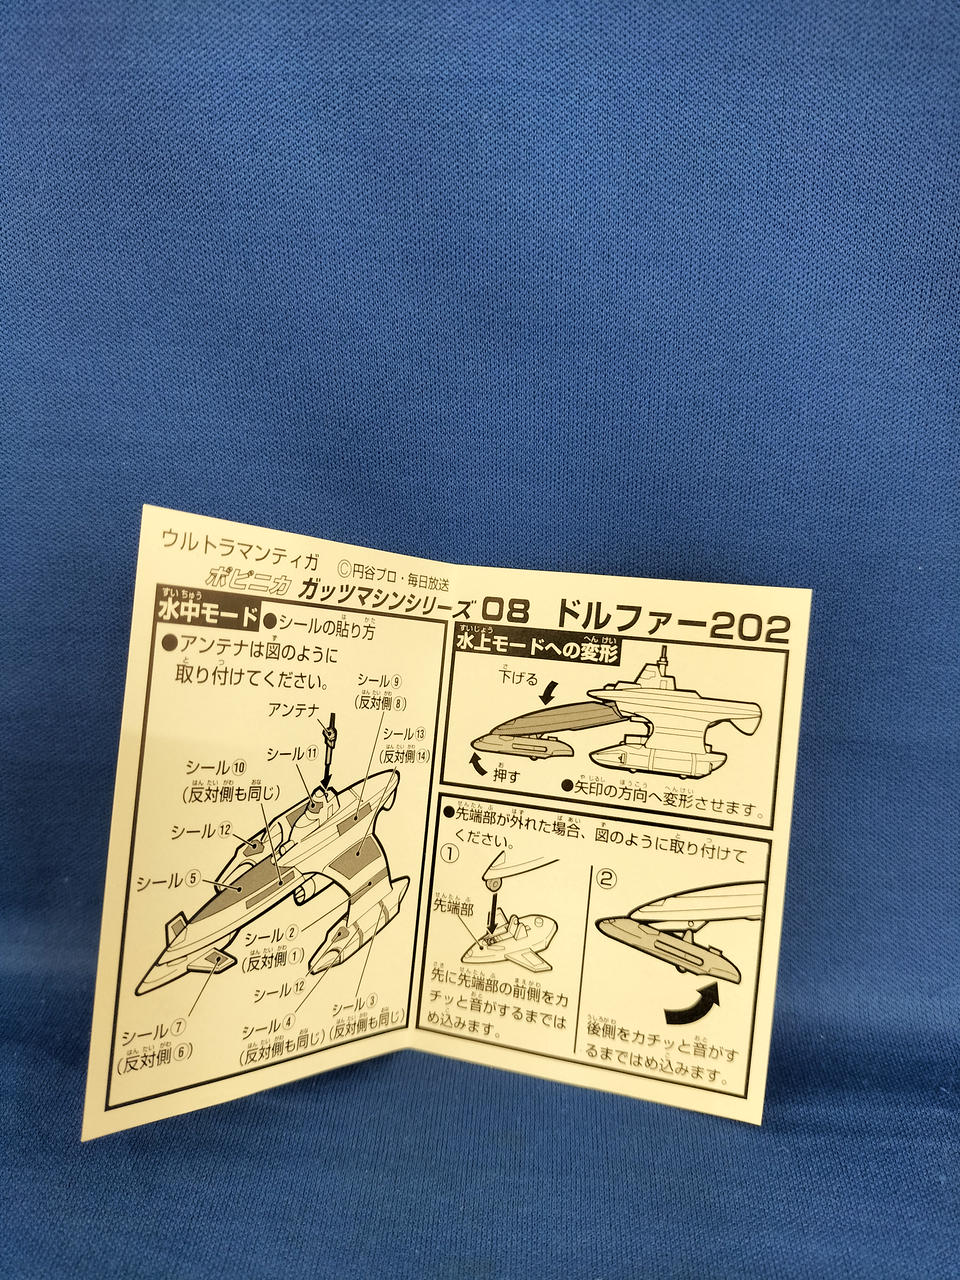 ウルトラマンティガ
©円谷プロ・毎日放送
ポピニカ ガッツマシンシリーズ 08 ドルファー202
水中モード
●シールの貼り方
●アンテナは図のように
取り付けてください。
アンテナ
シール⑨
(反対側⑧)
シール⑬
(反対側⑭)
シール⑪
シール⑩
(反対側も同じ)
シール⑫
シール⑤
シール②
(反対側①)
シール⑫
シール③
(反対側も同じ)
シール④
(反対側も同じ)
シール⑦
(反対側⑥)
水上モードへの変形
下げる
押す
●矢印の方向へ変形させます。
●先端部が外れた場合、図のように取り付けて
ください。
①
先端部
先に先端部の前側をカ
チッと音がするまでは
め込みます。
②
後側をカチッと音がす
るまではめ込みます。